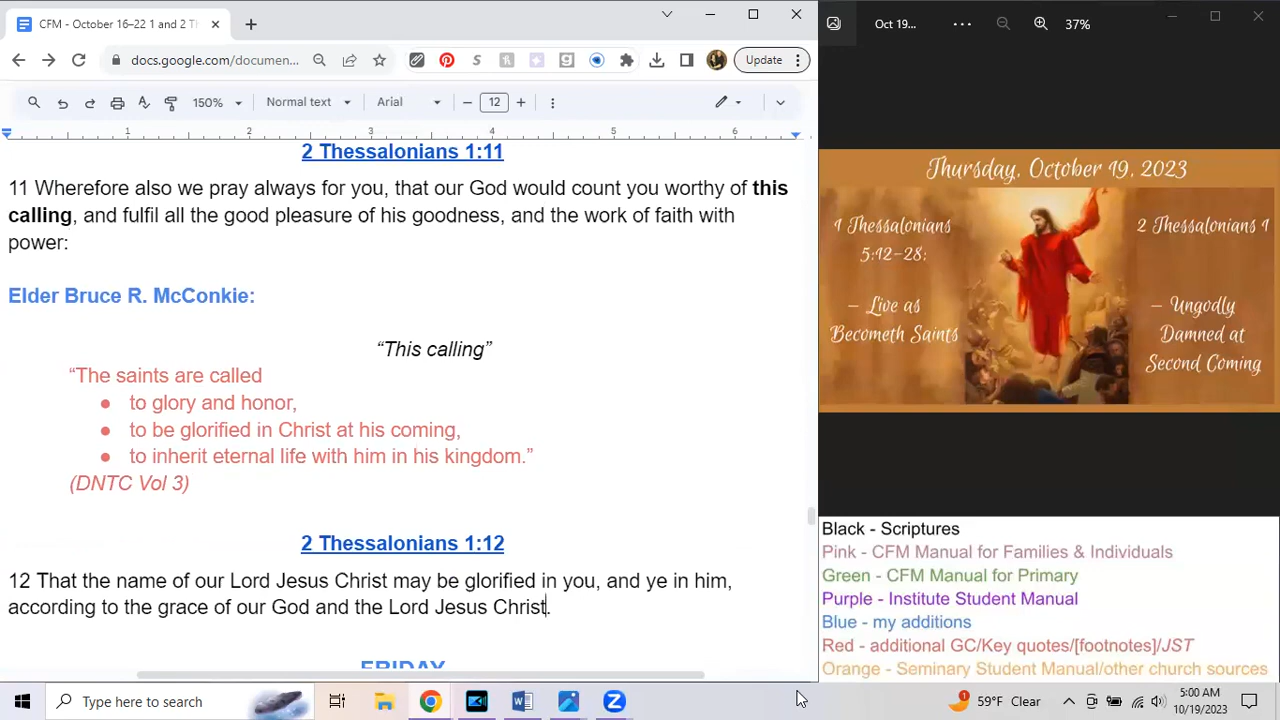 CFM - October 16–22 1 and 2 Th
docs.google.com/documen...
Update
150%
Normal text
Arial
12
1 2 3 4 5 6
2 Thessalonians 1:11
11 Wherefore also we pray always for you, that our God would count you worthy of this
calling, and fulfil all the good pleasure of his goodness, and the work of faith with
power:
Elder Bruce R. McConkie:
“This calling”
“The saints are called
● to glory and honor,
● to be glorified in Christ at his coming,
● to inherit eternal life with him in his kingdom.”
(DNTC Vol 3)
2 Thessalonians 1:12
12 That the name of our Lord Jesus Christ may be glorified in you, and ye in him,
according to the grace of our God and the Lord Jesus Christ.
FRIDAY
Oct 19...
37%
Thursday, October 19, 2023
1 Thessalonians
5:12–28:
– Live as
Becometh Saints
2 Thessalonians 1
– Ungodly
Damned at
Second Coming
Black - Scriptures
Pink - CFM Manual for Families & Individuals
Green - CFM Manual for Primary
Purple - Institute Student Manual
Blue - my additions
Red - additional GC/Key quotes/[footnotes]/JST
Orange - Seminary Student Manual/other church sources
Type here to search
1
59°F Clear
5:00 AM
10/19/2023